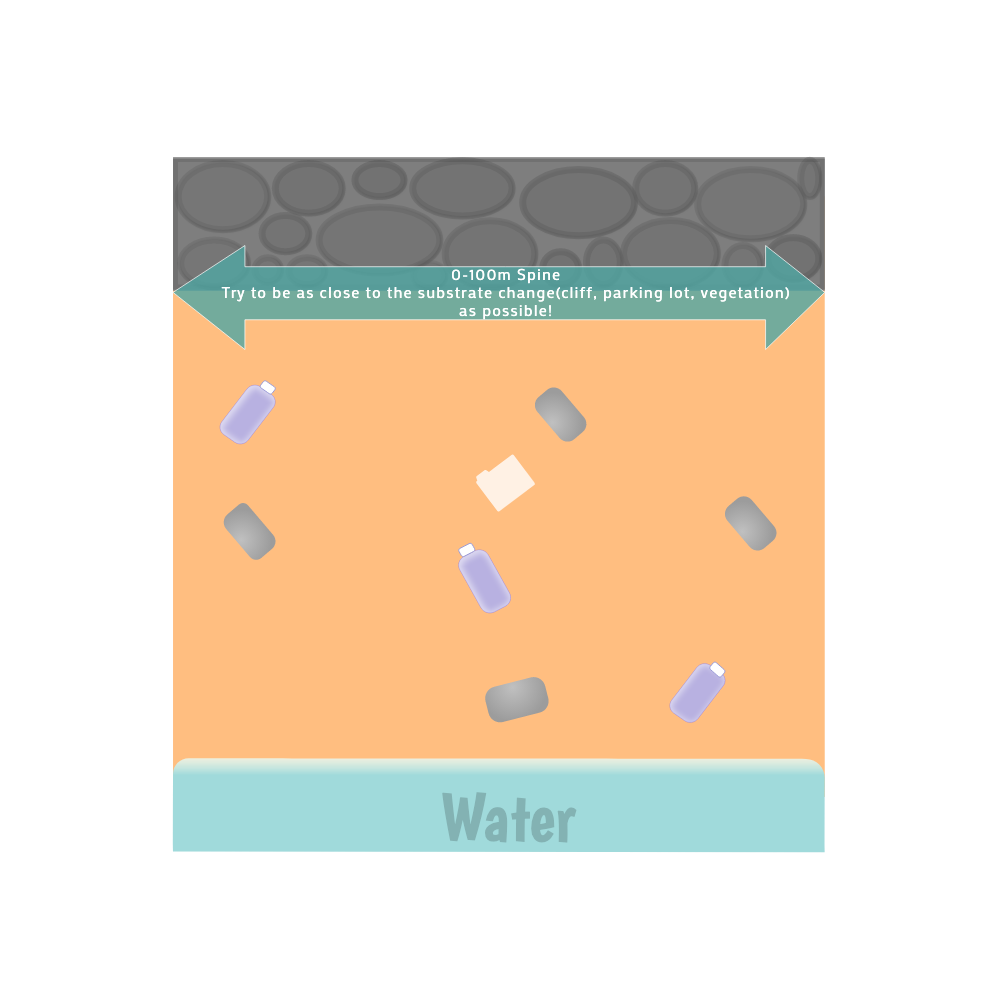 0-100m Spine
Try to be as close to the substrate change(cliff, parking lot, vegetation)
as possible!
Water